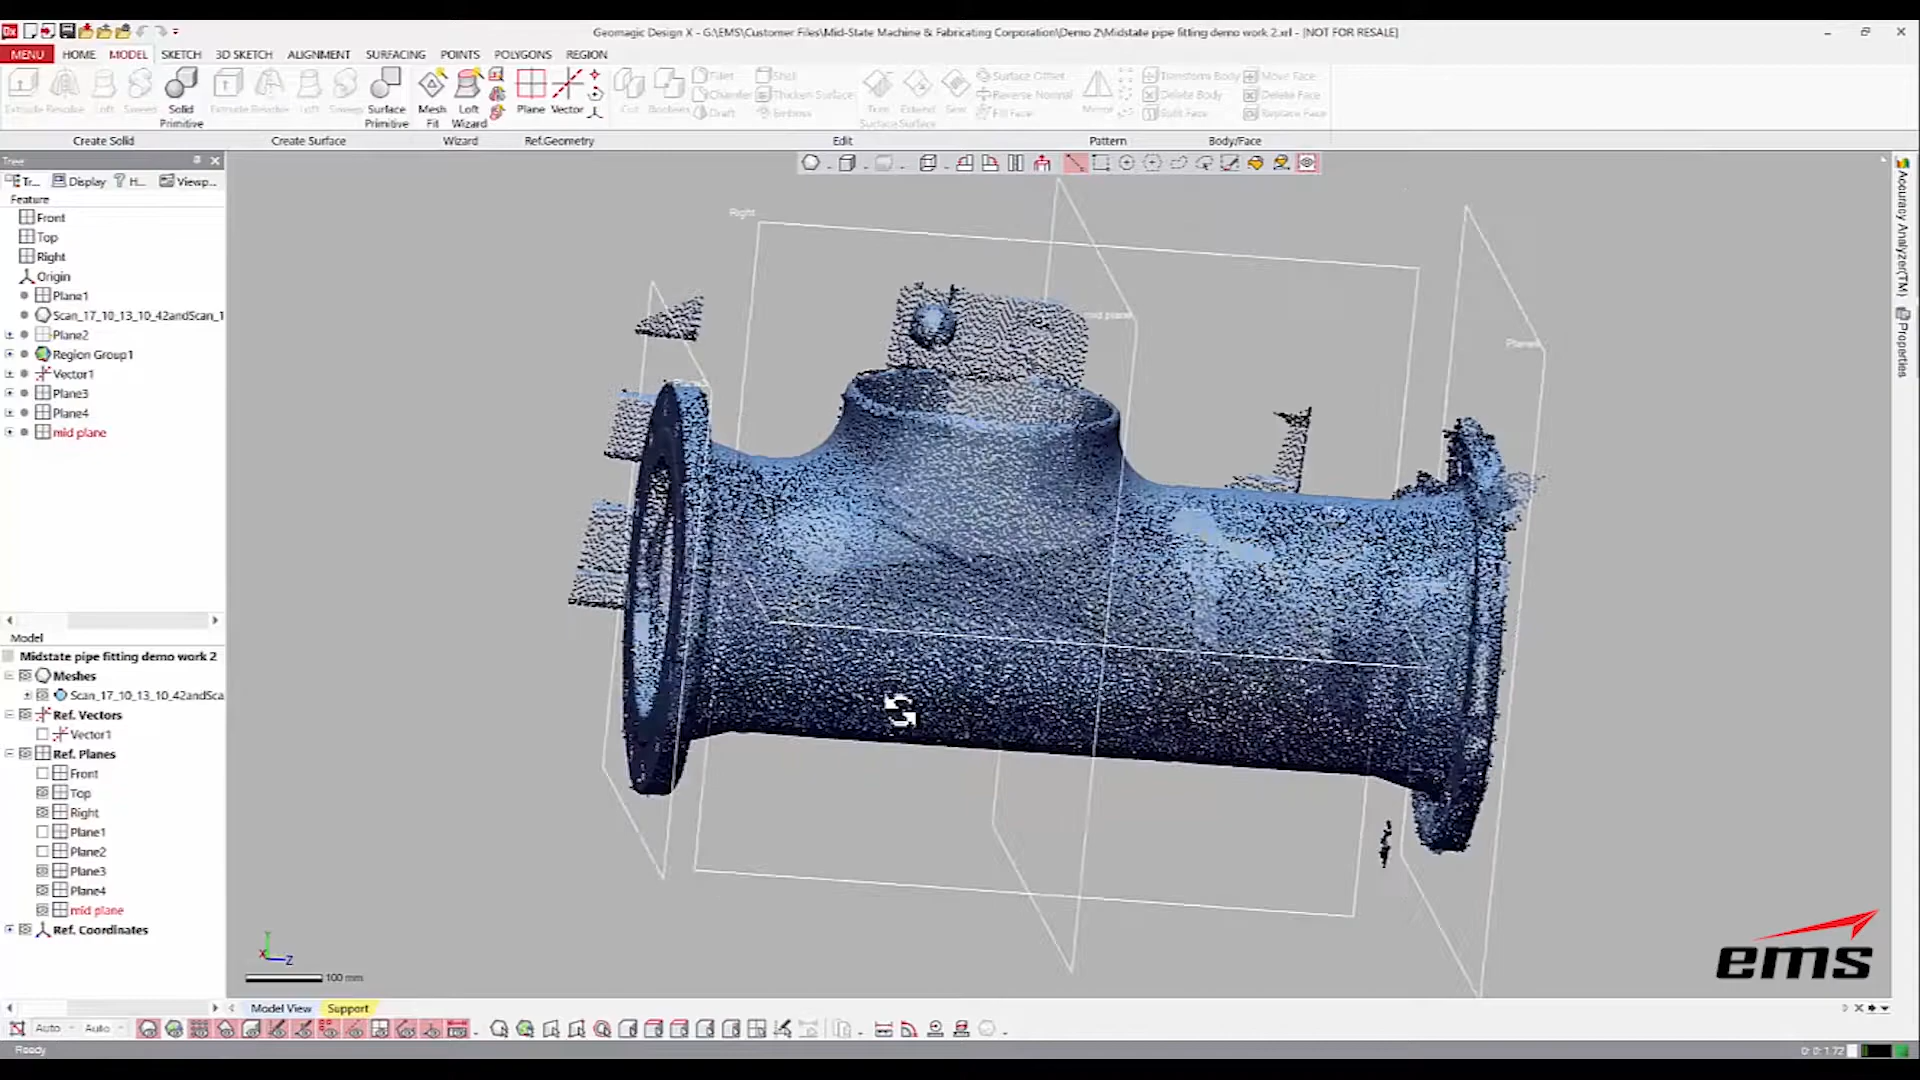 Geomagic Design X - G:\EMS\Customer Files\Mid-State Machine & Fabricating Corporation\Demo 2\Midstate pipe fitting demo work 2.xrl - [NOT FOR RESALE]
MENU HOME MODEL SKETCH 3D SKETCH ALIGNMENT SURFACING POINTS POLYGONS REGION
Extrude Revolve Loft Sweep Solid Primitive Extrude Revolve Loft Sweep Surface Primitive Mesh Fit Loft Wizard Plane Vector Cut Boolean Fillet Chamfer Draft Shell Thicken Surface Emboss Trim Surface Extend Surface Sew Surface Offset Reverse Normal Fill Face Mirror Transform Body Delete Body Split Face Move Face Delete Face Replace Face
Create Solid Create Surface Wizard Ref.Geometry Edit Pattern Body/Face
Tree
Tr... Display H... Viewp...
Feature
Front
Top
Right
Origin
Plane1
Scan_17_10_13_10_42andScan_1
Plane2
Region Group1
Vector1
Plane3
Plane4
mid plane
Model
Midstate pipe fitting demo work 2
Meshes
Scan_17_10_13_10_42andSca
Ref. Vectors
Vector1
Ref. Planes
Front
Top
Right
Plane1
Plane2
Plane3
Plane4
mid plane
Ref. Coordinates
Right
mid plane
Accuracy Analyzer(TM)
Properties
Y
X
Z
100 mm
ems
Model View Support
Auto Auto
Ready
0: 0: 1.72